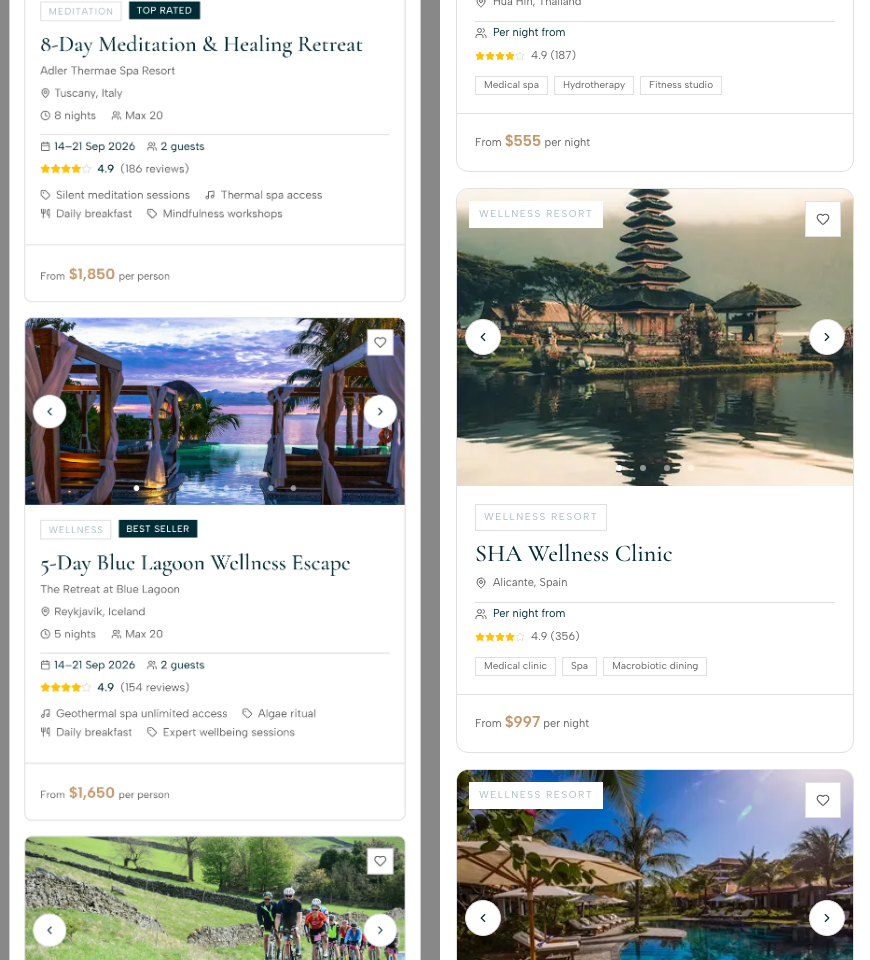 MEDITATION TOP RATED
8-Day Meditation & Healing Retreat
Adler Thermae Spa Resort
Tuscany, Italy
8 nights Max 20
14–21 Sep 2026 2 guests
4.9 (186 reviews)
Silent meditation sessions Thermal spa access
Daily breakfast Mindfulness workshops
From $1,850 per person
WELLNESS BEST SELLER
5-Day Blue Lagoon Wellness Escape
The Retreat at Blue Lagoon
Reykjavik, Iceland
5 nights Max 20
14–21 Sep 2026 2 guests
4.9 (154 reviews)
Geothermal spa unlimited access Algae ritual
Daily breakfast Expert wellbeing sessions
From $1,650 per person
Hua Hin, Thailand
Per night from
4.9 (187)
Medical spa Hydrotherapy Fitness studio
From $555 per night
WELLNESS RESORT
WELLNESS RESORT
SHA Wellness Clinic
Alicante, Spain
Per night from
4.9 (356)
Medical clinic Spa Macrobiotic dining
From $997 per night
WELLNESS RESORT